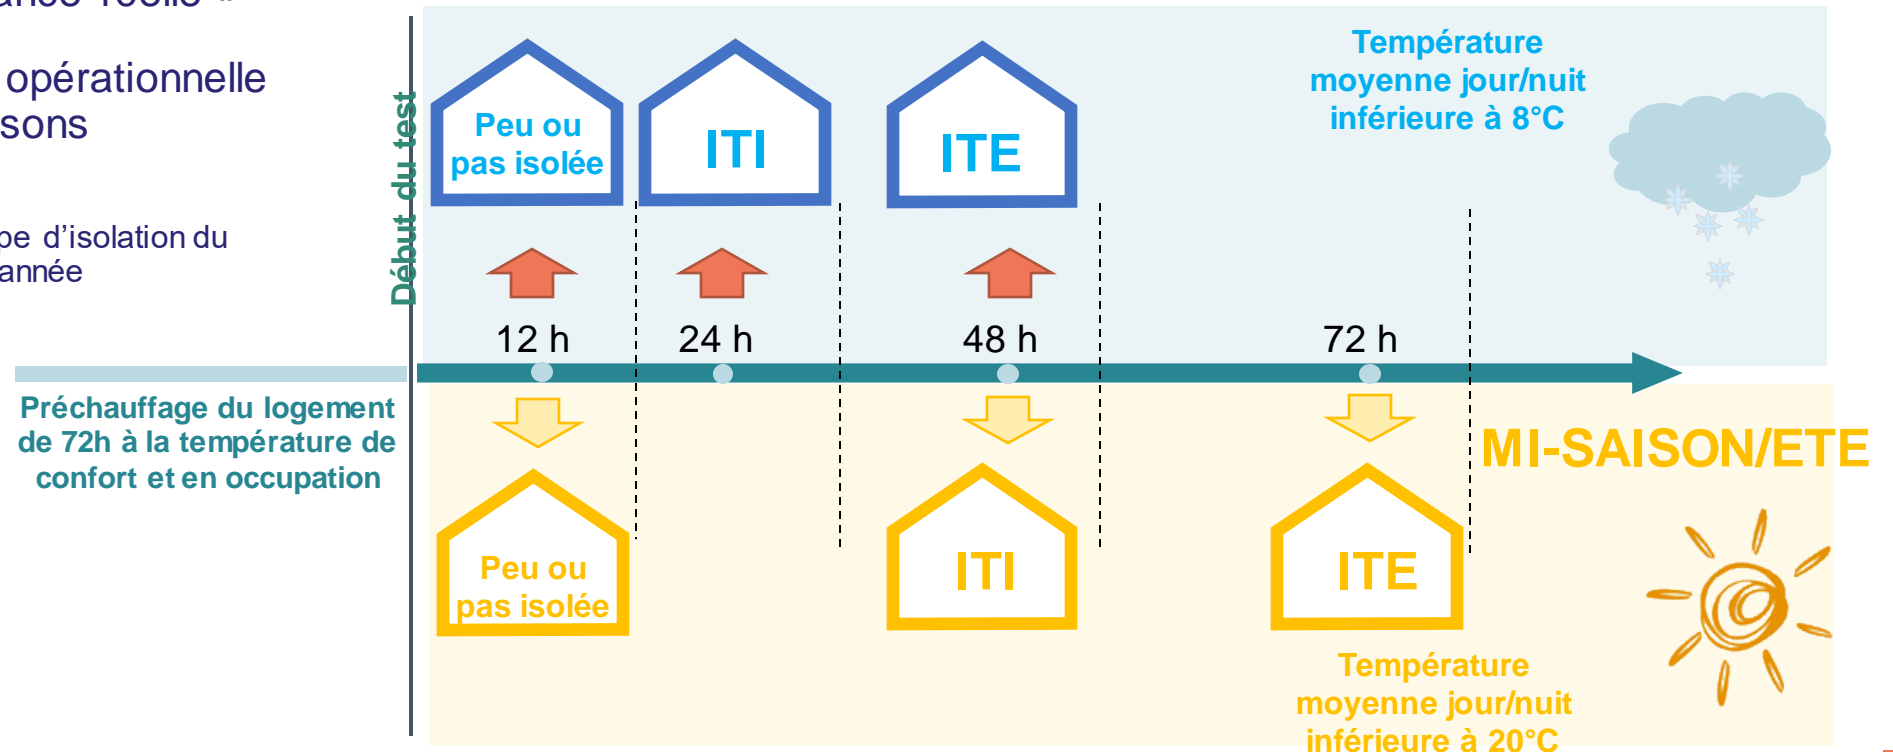 opérationnelle
Peu ou
pas isolée
ITI
ITE
Température
moyenne jour/nuit
inférieure à 8°C
Début du test
d'isolation du
année
12 h
24 h
48 h
72 h
Préchauffage du logement
de 72h à la température de
confort et en occupation
MI-SAISON/ETE
Peu ou
pas isolée
ITI
ITE
Température
moyenne jour/nuit
inférieure à 20°C